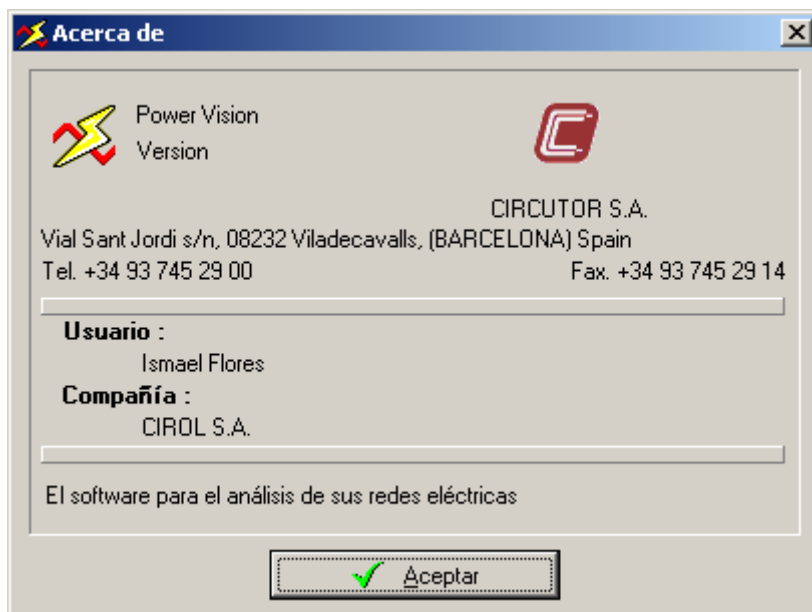 Acerca de
Power Vision
Version
CIRCUTOR S.A.
Vial Sant Jordi s/n, 08232 Viladecavalls, (BARCELONA) Spain
Tel. +34 93 745 29 00 Fax. +34 93 745 29 14
Usuario :
Ismael Flores
Compañía :
CIROL S.A.
El software para el análisis de sus redes eléctricas
Aceptar